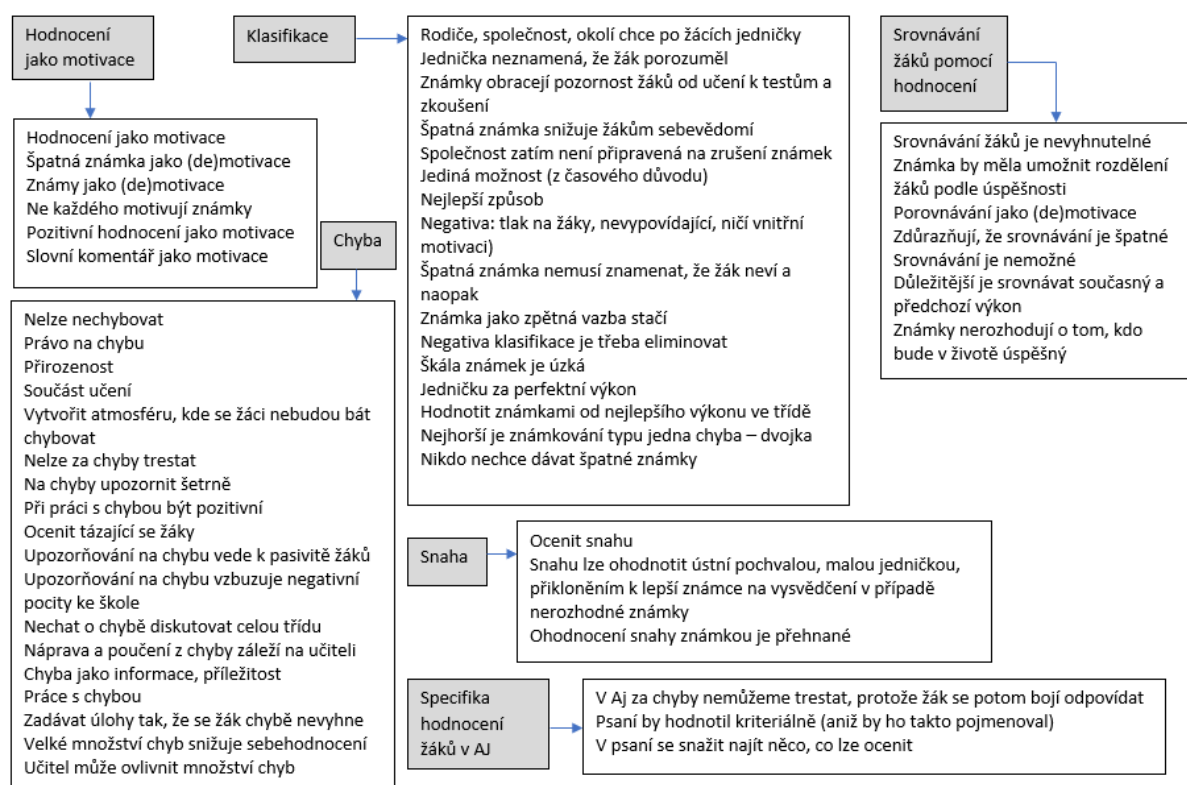 Hodnocení
jako motivace
Hodnocení jako motivace
Špatná známka jako (de)motivace
Známy jako (de)motivace
Ne každého motivují známky
Pozitivní hodnocení jako motivace
Slovní komentář jako motivace
Klasifikace
Rodiče, společnost, okolí chce po žácích jedničky
Jednička neznamená, že žák porozuměl
Známky obracejí pozornost žáků od učení k testům a
zkoušení
Špatná známka snižuje žákům sebevědomí
Společnost zatím není připravená na zrušení známek
Jediná možnost (z časového důvodu)
Nejlepší způsob
Negativa: tlak na žáky, nevypovídající, ničí vnitřní
motivaci)
Špatná známka nemusí znamenat, že žák neví a
naopak
Známka jako zpětná vazba stačí
Negativa klasifikace je třeba eliminovat
Škála známek je úzká
Jedničku za perfektní výkon
Hodnotit známkami od nejlepšího výkonu ve třídě
Nejhorší je známkování typu jedna chyba – dvojka
Nikdo nechce dávat špatné známky
Srovnávání
žáků pomocí
hodnocení
Srovnávání žáků je nevyhnutelné
Známka by měla umožnit rozdělení
žáků podle úspěšnosti
Porovnávání jako (de)motivace
Zdůrazňují, že srovnávání je špatné
Srovnávání je nemožné
Důležitější je srovnávat současný a
předchozí výkon
Známky nerozhodují o tom, kdo
bude v životě úspěšný
Chyba
Nelze nechybovat
Právo na chybu
Přirozenost
Součást učení
Vytvořit atmosféru, kde se žáci nebudou bát
chybovat
Nelze za chyby trestat
Na chyby upozornit šetrně
Při práci s chybou být pozitivní
Ocenit tázající se žáky
Upozorňování na chybu vede k pasivitě žáků
Upozorňování na chybu vzbuzuje negativní
pocity ke škole
Nechat o chybě diskutovat celou třídu
Náprava a poučení z chyby záleží na učiteli
Chyba jako informace, příležitost
Práce s chybou
Zadávat úlohy tak, že se žák chybě nevyhne
Velké množství chyb snižuje sebehodnocení
Učitel může ovlivnit množství chyb
Snaha
Ocenit snahu
Snahu lze ohodnotit ústní pochvalou, malou jedničkou,
přikloněním k lepší známce na vysvědčení v případě
nerozhodné známky
Ohodnocení snahy známkou je přehnané
Specifika
hodnocení
žáků v AJ
V Aj za chyby nemůžeme trestat, protože žák se potom bojí odpovídat
Psaní by hodnotil kriteriálně (aniž by ho takto pojmenoval)
V psaní se snažit najít něco, co lze ocenit